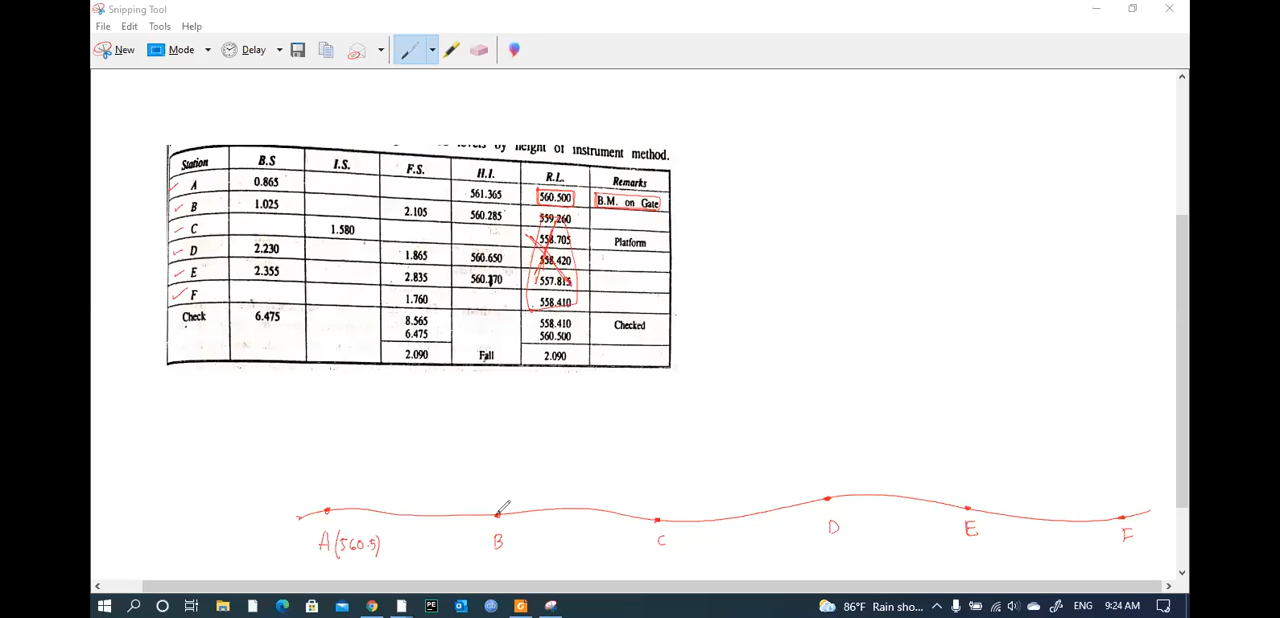 Snipping Tool
File Edit Tools Help
New Mode Delay
levels by height of instrument method.
Station B.S I.S. F.S. H.I. R.L. Remarks
A 0.865 561.365 560.500 B.M. on Gate
B 1.025 2.105 560.285 559.260
C 1.580 558.705 Platform
D 2.230 1.865 560.650 558.420
E 2.355 2.835 560.170 557.815
F 1.760 558.410
Check 6.475 8.565 558.410 Checked
6.475 560.500
2.090 Fall 2.090
A(560.5) B C D E F
86°F Rain sho... ENG 9:24 AM